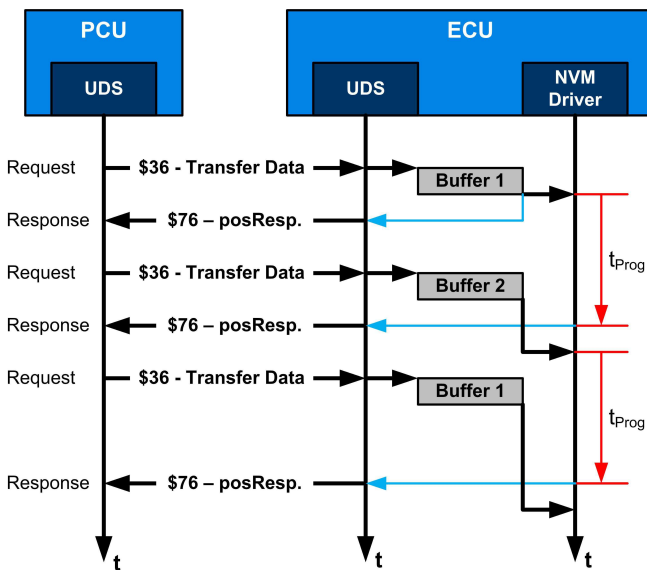 PCU
ECU
UDS
UDS
NVM
Driver
Request
$36 - Transfer Data
Buffer 1
Response
$76 – posResp.
tProg
Request
$36 - Transfer Data
Buffer 2
Response
$76 – posResp.
Request
$36 - Transfer Data
Buffer 1
tProg
Response
$76 – posResp.
t
t
t